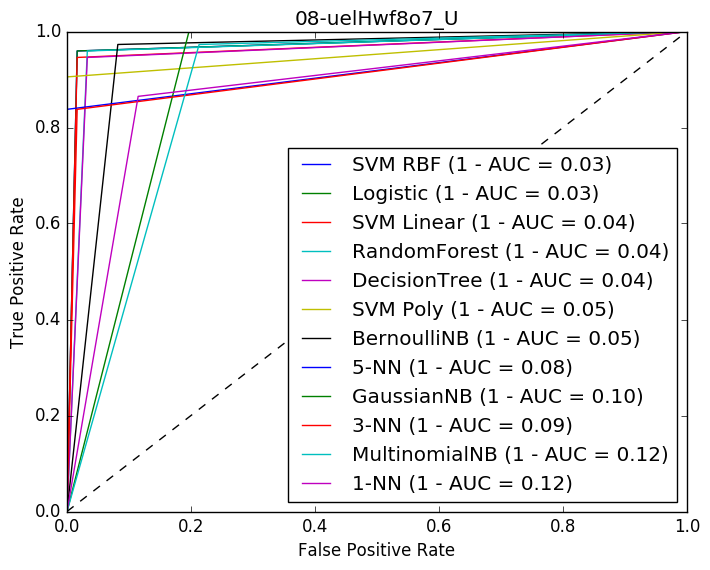 08-uelHwf8o7_U
1.0
0.8
0.6
0.4
0.2
0.0
True Positive Rate
SVM RBF (1 - AUC = 0.03)
Logistic (1 - AUC = 0.03)
SVM Linear (1 - AUC = 0.04)
RandomForest (1 - AUC = 0.04)
DecisionTree (1 - AUC = 0.04)
SVM Poly (1 - AUC = 0.05)
BernoulliNB (1 - AUC = 0.05)
5-NN (1 - AUC = 0.08)
GaussianNB (1 - AUC = 0.10)
3-NN (1 - AUC = 0.09)
MultinomialNB (1 - AUC = 0.12)
1-NN (1 - AUC = 0.12)
0.0 0.2 0.4 0.6 0.8 1.0
False Positive Rate